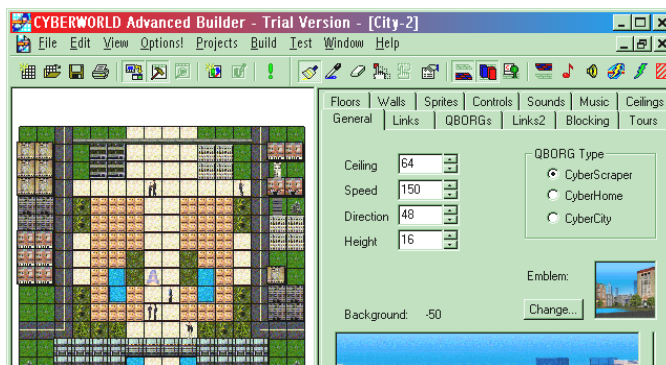 CYBERWORLD Advanced Builder - Trial Version - [City-2]
File Edit View Options! Projects Build Test Window Help
Floors Walls Sprites Controls Sounds Music Ceilings
General Links QBORGs Links2 Blocking Tours
QBORG Type
Ceiling 64
CyberScraper
Speed 150
CyberHome
Direction 48
CyberCity
Height 16
Emblem:
Background: -50
Change...
A